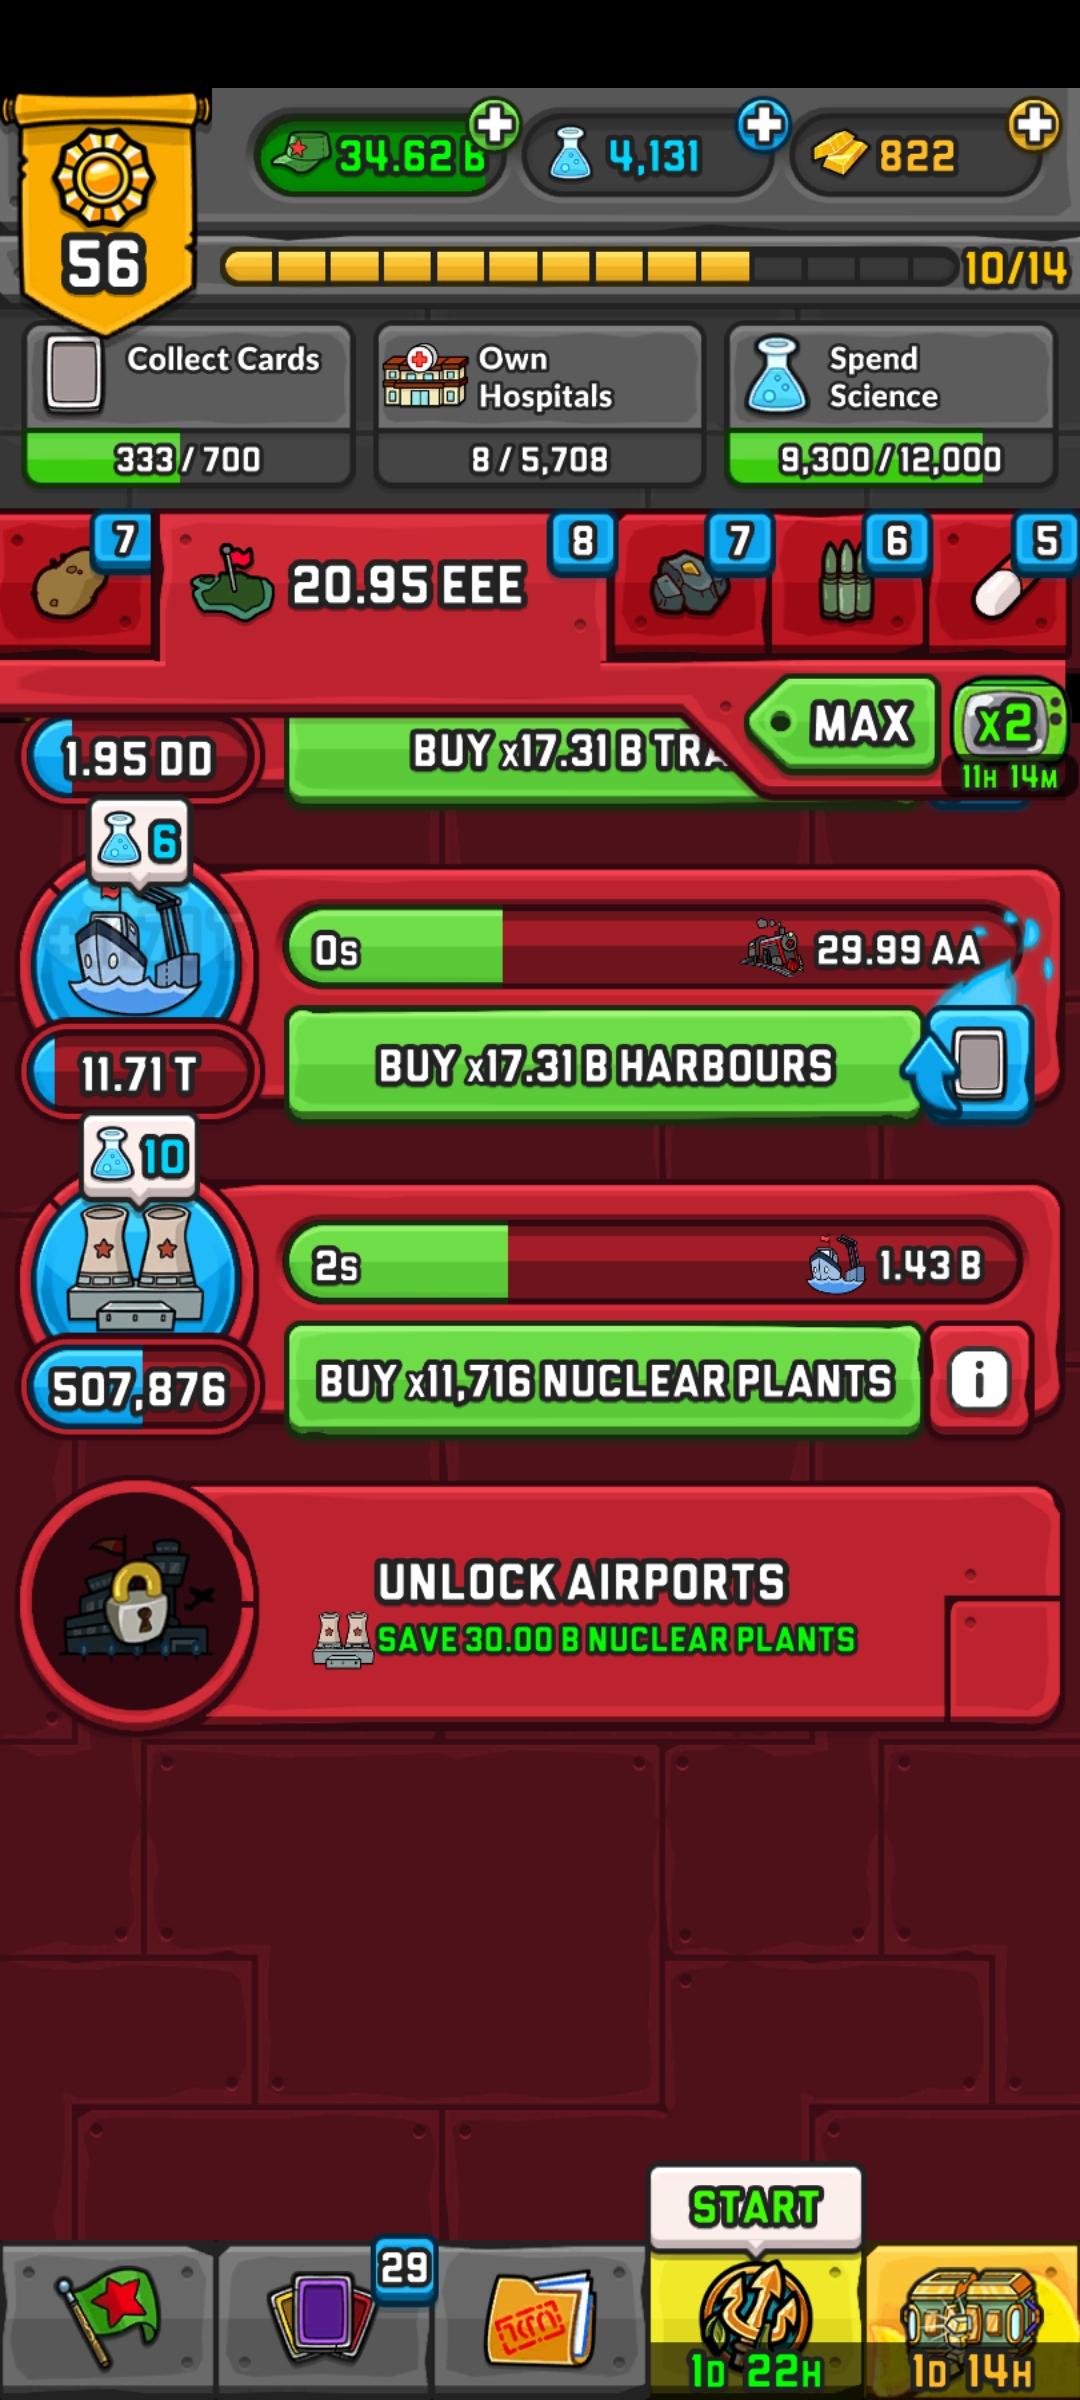 34.62 B
4,131
822
56
10/14
Collect Cards
333 / 700
Own
Hospitals
8 / 5,708
Spend
Science
9,300 / 12,000
7
20.95 EEE
8
7
6
5
MAX
x2
11H 14M
1.95 DD
BUY x17.31 B TRA
6
0s
29.99 AA
11.71 T
BUY x17.31 B HARBOURS
10
2s
1.43 B
507,876
BUY x11,716 NUCLEAR PLANTS
i
UNLOCK AIRPORTS
SAVE 30.00 B NUCLEAR PLANTS
START
29
1D 22H
1D 14H